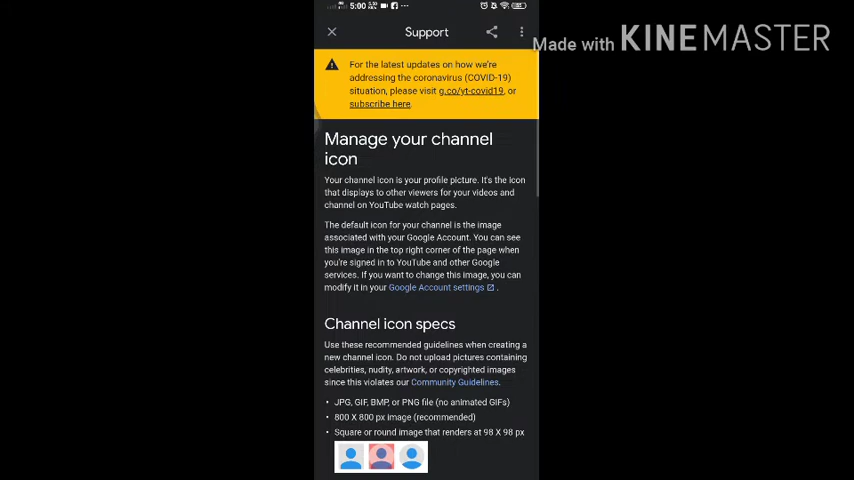 5:00
Support
Made with KINEMASTER
For the latest updates on how we're
addressing the coronavirus (COVID-19)
situation, please visit g.co/yt-covid19, or
subscribe here.
Manage your channel
icon
Your channel icon is your profile picture. It's the icon
that displays to other viewers for your videos and
channel on YouTube watch pages.
The default icon for your channel is the image
associated with your Google Account. You can see
this image in the top right corner of the page when
you're signed in to YouTube and other Google
services. If you want to change this image, you can
modify it in your Google Account settings.
Channel icon specs
Use these recommended guidelines when creating a
new channel icon. Do not upload pictures containing
celebrities, nudity, artwork, or copyrighted images
since this violates our Community Guidelines.
• JPG, GIF, BMP, or PNG file (no animated GIFs)
• 800 X 800 px image (recommended)
• Square or round image that renders at 98 X 98 px